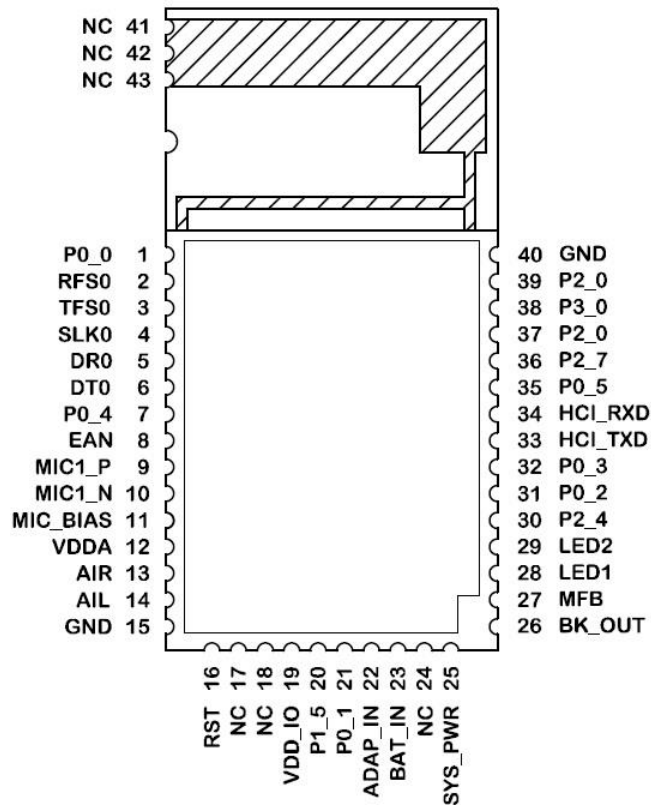 NC 41
NC 42
NC 43
P0_0 1
RFS0 2
TFS0 3
SLK0 4
DR0 5
DT0 6
P0_4 7
EAN 8
MIC1_P 9
MIC1_N 10
MIC_BIAS 11
VDDA 12
AIR 13
AIL 14
GND 15
40 GND
39 P2_0
38 P3_0
37 P2_0
36 P2_7
35 P0_5
34 HCI_RXD
33 HCI_TXD
32 P0_3
31 P0_2
30 P2_4
29 LED2
28 LED1
27 MFB
26 BK_OUT
RST 16
NC 17
NC 18
VDD_IO 19
P1_5 20
P0_1 21
ADAP_IN 22
BAT_IN 23
NC 24
SYS_PWR 25